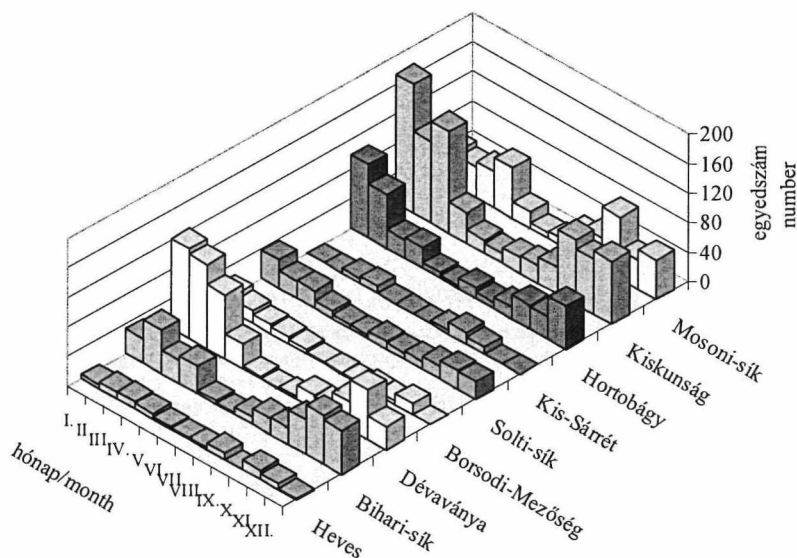 200
160
120
80
40
0
egyedszám
number
I. II III IV. V VI VII VIII IX. X XI XII.
hónap/month
Heves
Bihari-sík
Dévaványa
Borsodi-Mezőség
Solti-sík
Kis-Sárrét
Hortobágy
Kiskunság
Mosoni-sík